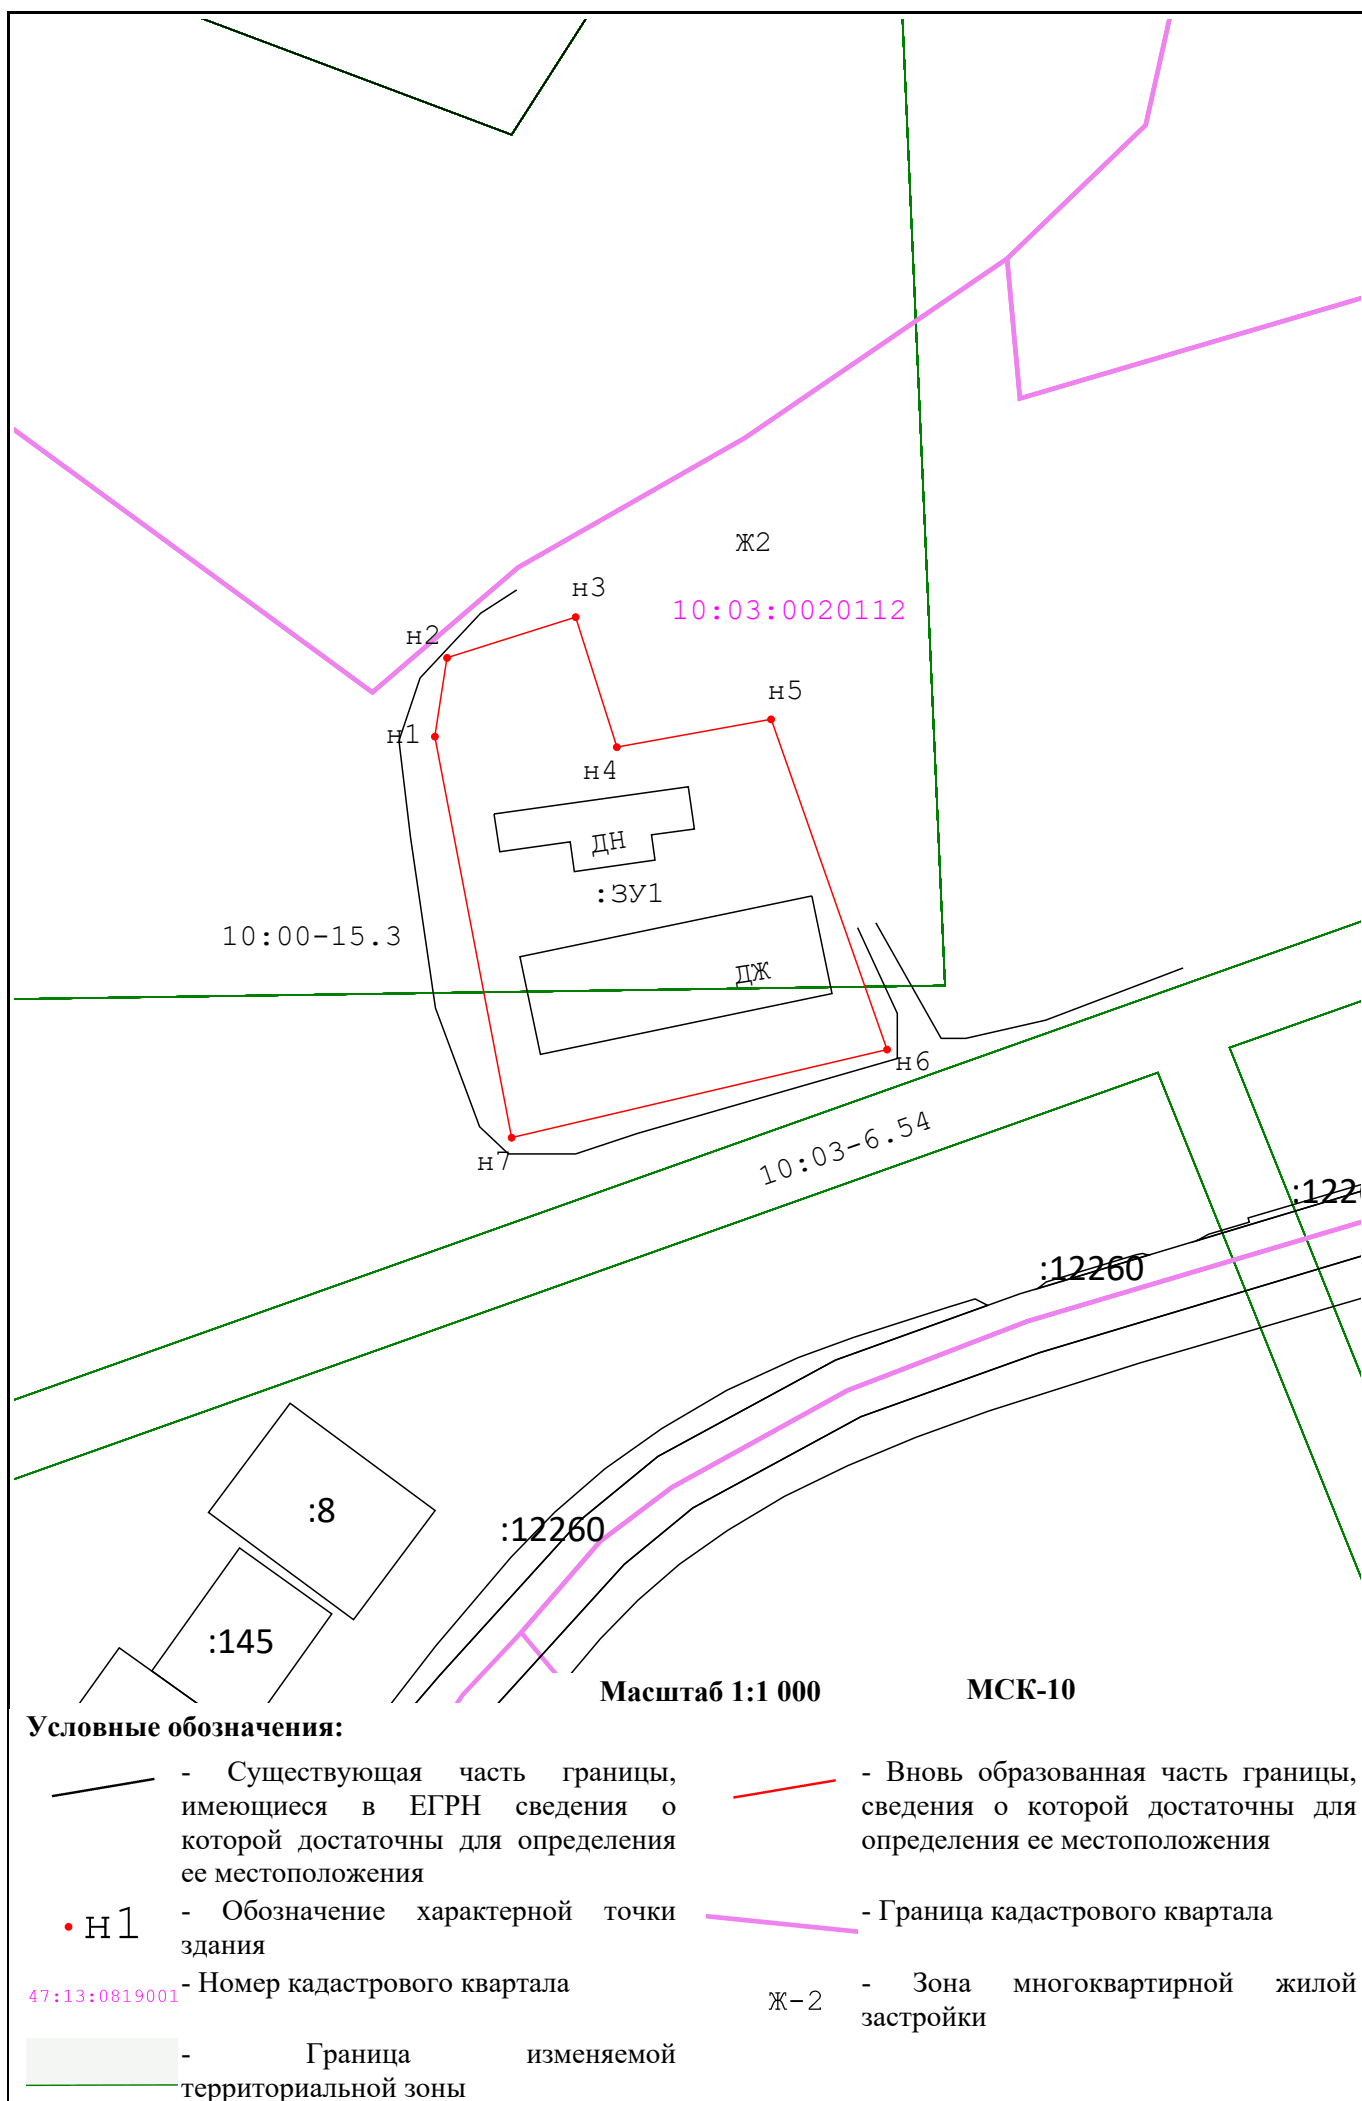 Ж2
н3
10:03:0020112
н2
н5
н1
н4
ДН
:ЗУ1
10:00-15.3
ДЖ
н6
10:03-6.54
н7
:122
:12260
:8
:12260
:145
Масштаб 1:1 000
МСК-10
Условные обозначения:
- Существующая часть границы,
имеющиеся в ЕГРН сведения о
которой достаточны для определения
ее местоположения
- Вновь образованная часть границы,
сведения о которой достаточны для
определения ее местоположения
н1
- Обозначение характерной точки
здания
- Граница кадастрового квартала
47:13:0819001
- Номер кадастрового квартала
Ж-2
- Зона многоквартирной жилой
застройки
- Граница изменяемой
территориальной зоны